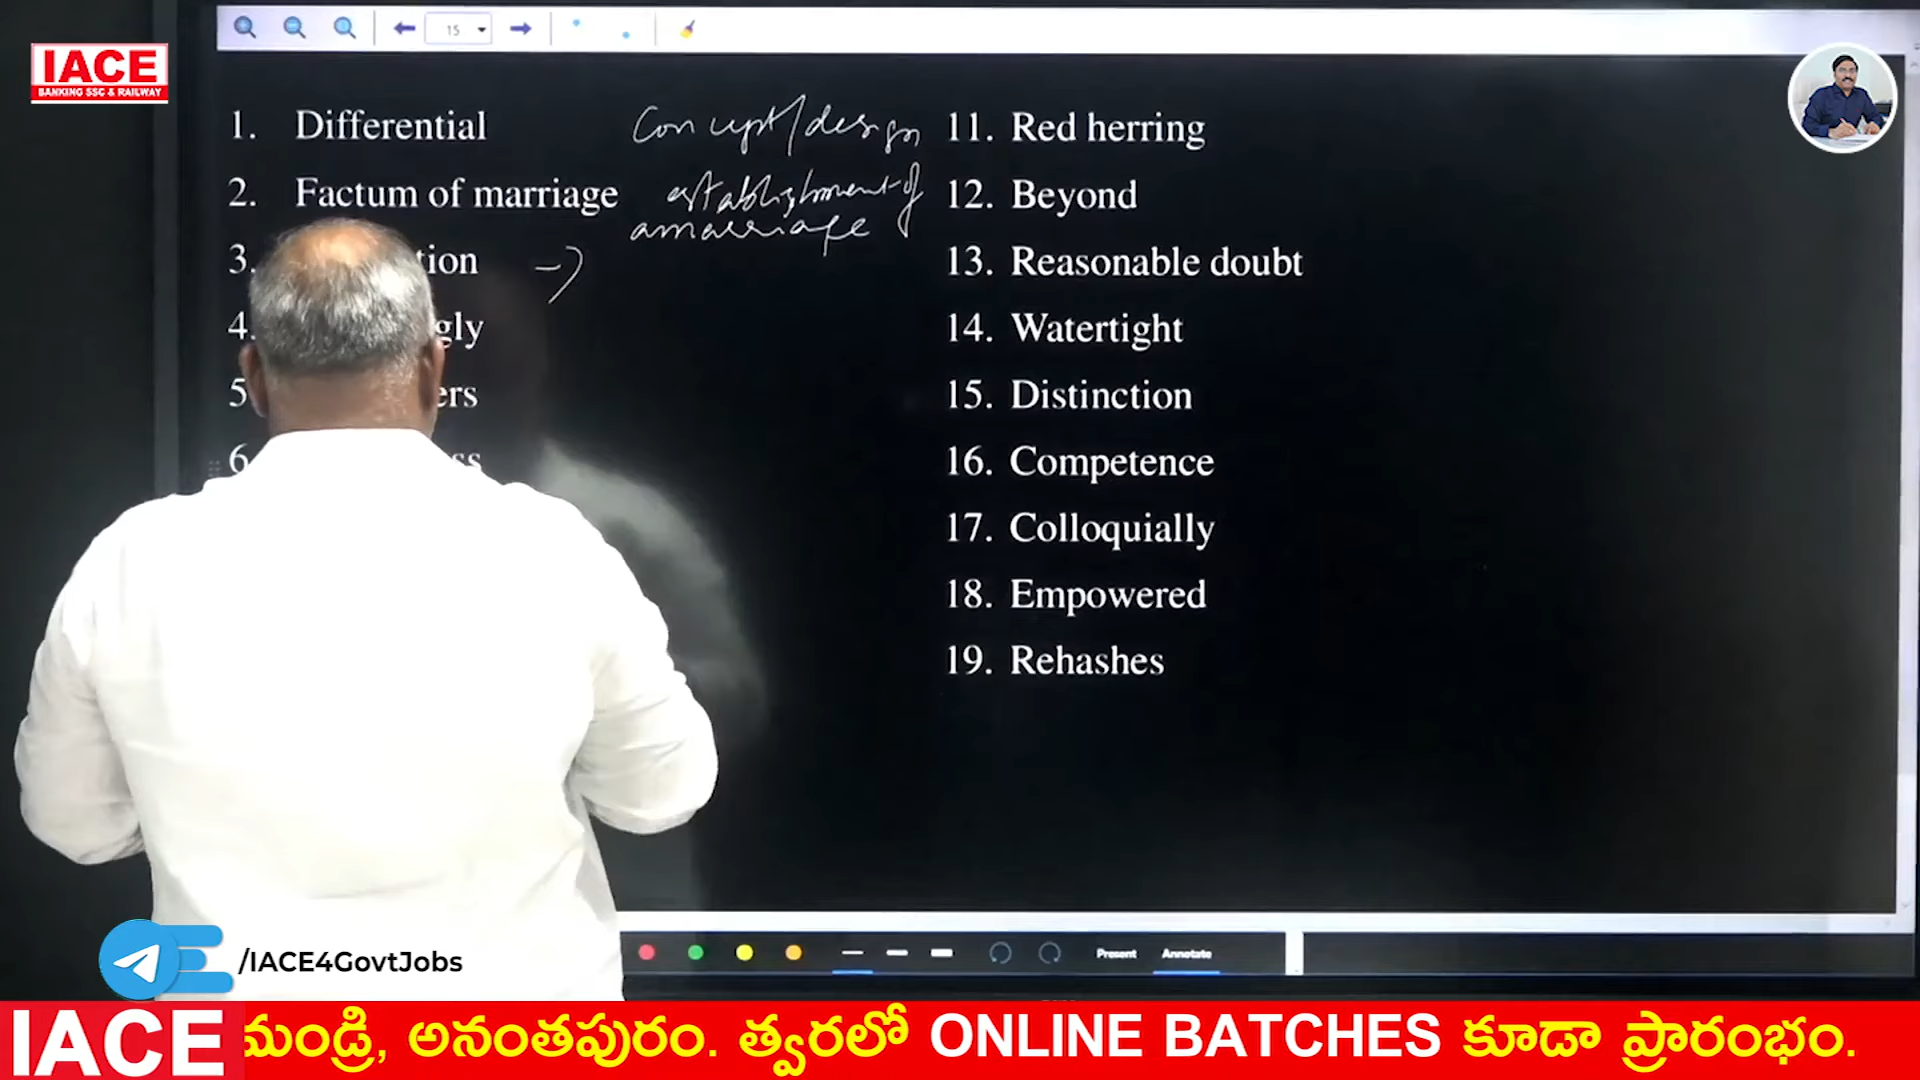 IACE
BANKING SSC & RAILWAY
15
1. Differential
Concept/design
2. Factum of marriage
establishment of
a marriage
3. tion
4. gly
5 ers
6 ss
11. Red herring
12. Beyond
13. Reasonable doubt
14. Watertight
15. Distinction
16. Competence
17. Colloquially
18. Empowered
19. Rehashes
Present Annotate
/IACE4GovtJobs
IACE మండ్రి, అనంతపురం. త్వరలో ONLINE BATCHES కూడా ప్రారంభం.